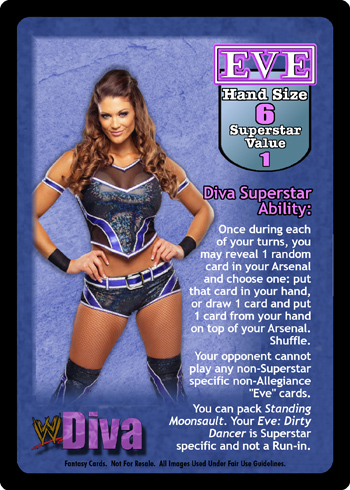 EVE
Hand Size
6
Superstar
Value
1
Diva Superstar
Ability:
Once during each
of your turns, you
may reveal 1 random
card in your Arsenal
and choose one: put
that card in your hand,
or draw 1 card and put
1 card from your hand
on top of your Arsenal.
Shuffle.
Your opponent cannot
play any non-Superstar
specific non-Allegiance
"Eve" cards.
You can pack Standing
Moonsault. Your Eve: Dirty
Dancer is Superstar
specific and not a Run-in.
W Diva
Fantasy Cards. Not For Resale. All Images Used Under Fair Use Guidelines.